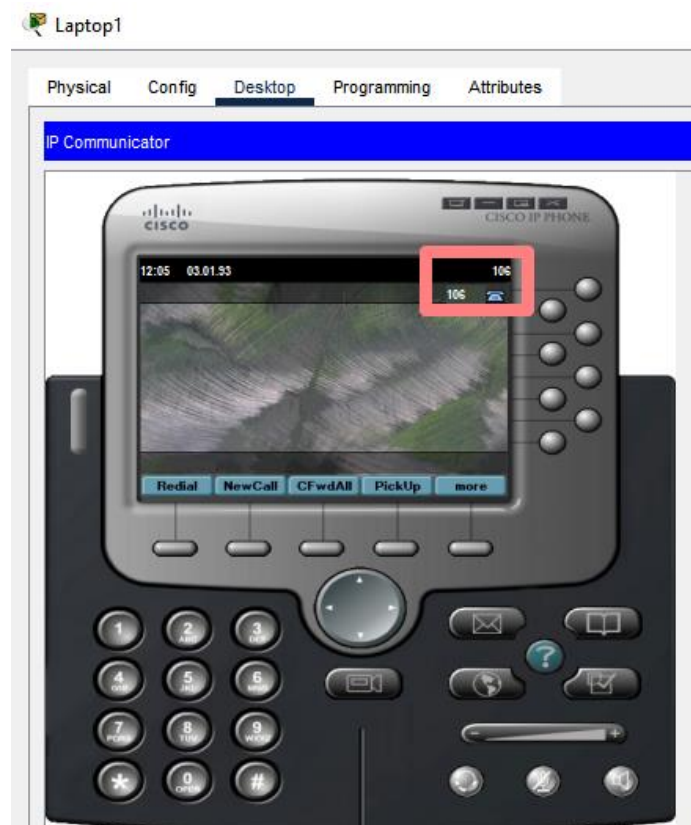 Laptop1
Physical Config Desktop Programming Attributes
IP Communicator
CISCO
CISCO IP PHONE
12:05 03.01.93 106
106
Redial NewCall CFwdAll PickUp more
1 2 ABC 3 DEF
?
4 5 JKL 6
- +
7 PQRS 8 TUV 9 WXYZ
* 0 OPER #